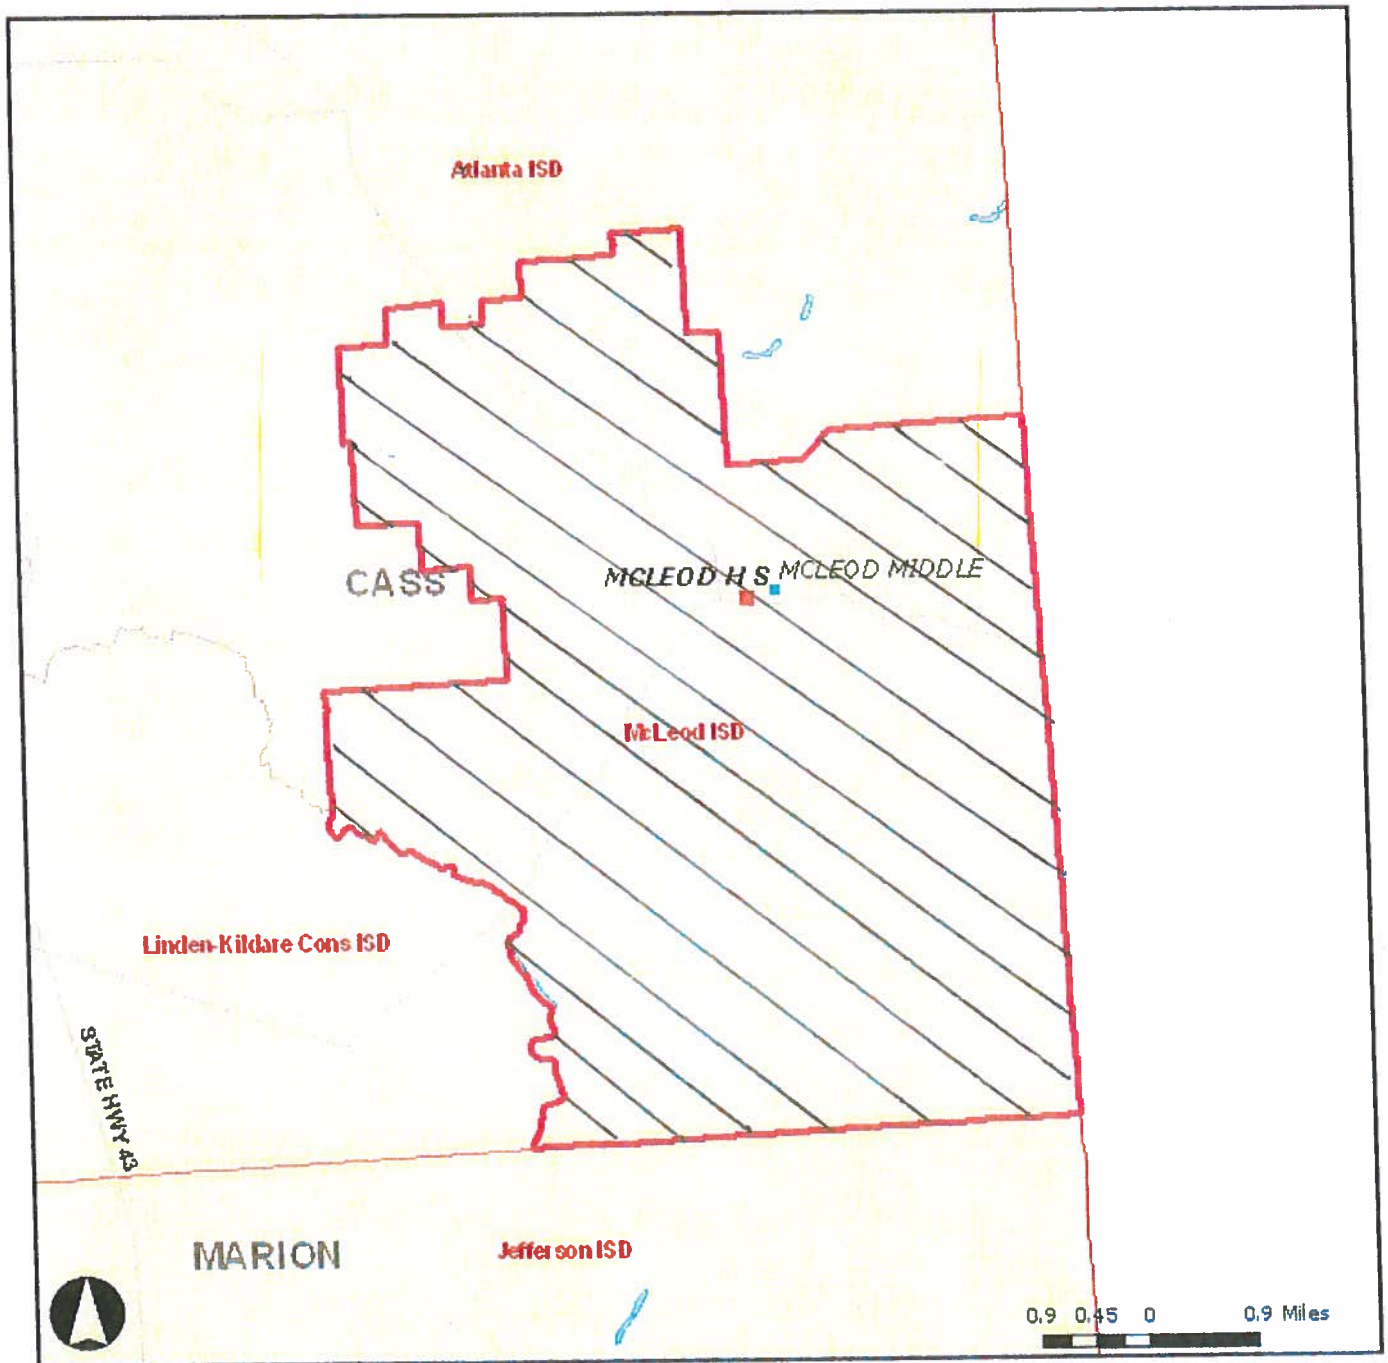 Atlanta ISD
MCLEOD H S MCLEOD MIDDLE
CASS
McLeod ISD
Linden-Kildare Cons ISD
STATE HWY 43
MARION
Jefferson ISD
0.9 0.45 0 0.9 Miles